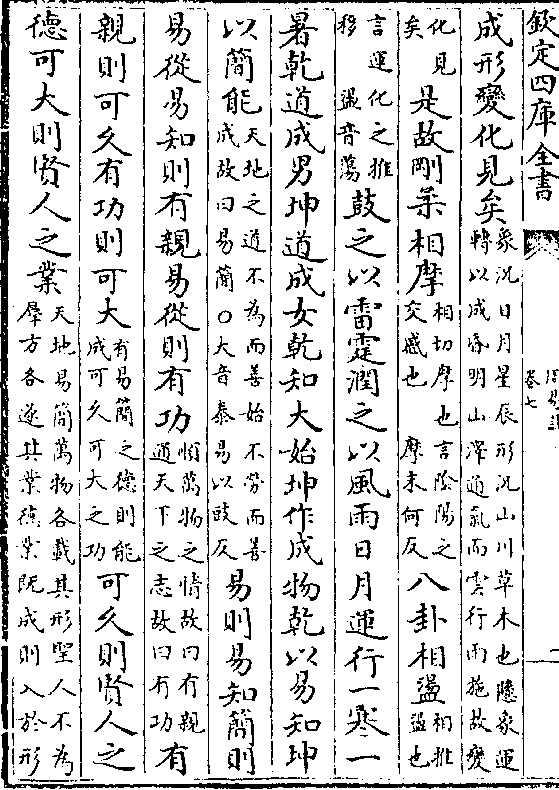 欽定四庫全書
周易註
卷七
二
成形變化見矣
象況日月星辰形況山川草木也懸象運
轉以成昏明山澤通氣而雲行雨施故變
化見
矣
是故剛柔相摩
相切摩也言陰陽之
交感也 摩末何反
八卦相盪
相推
盪也
言運化之推
移 盪音蕩
鼓之以雷霆潤之以風雨日月運行一寒一
暑乾道成男坤道成女乾知大始坤作成物乾以易知坤
以簡能
天地之道不為而善始不勞而善
成故曰易簡○大音泰易以豉反
易則易知簡則
易從易知則有親易從則有功
順萬物之情故曰有親
通天下之志故曰有功
有
親則可久有功則可大
有易簡之德則能
成可久可大之功
可久則賢人之
德可大則賢人之業
天地易簡萬物各載其形聖人不為
羣方各遂其業德業既成則入於形